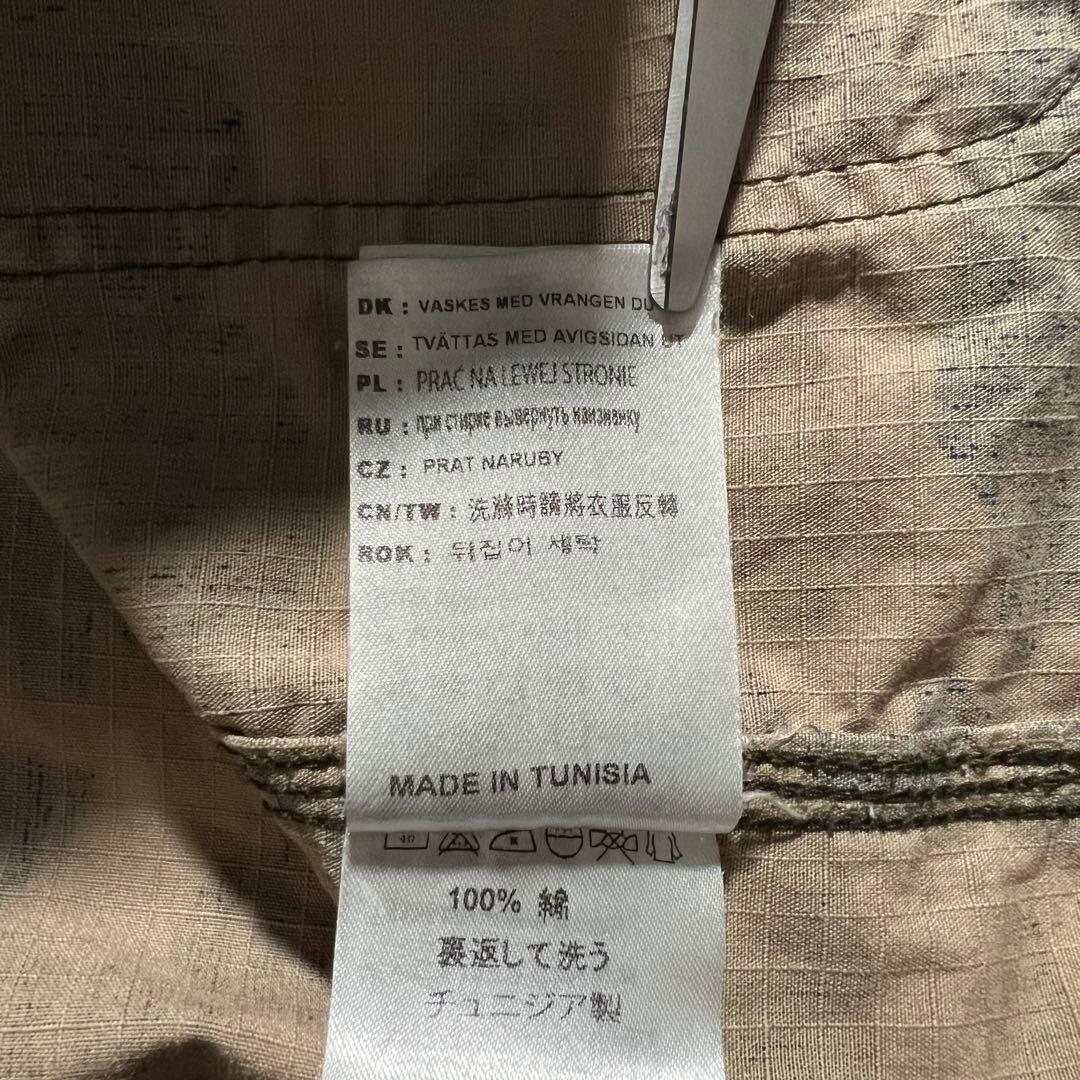 DK : VASKES MED VRANGEN
SE : TVÄTTAS MED AVIGSIDAN UT
PL : PRAĆ NA LEWEJ STRONIE
RU : при стирке вывернуть наизнанку
CZ : PRAT NARUBY
CN/TW : 洗滌時請將衣服反轉
ROK : 뒤집어 세탁
MADE IN TUNISIA
40
100% 綿
裏返して洗う
チュニジア製